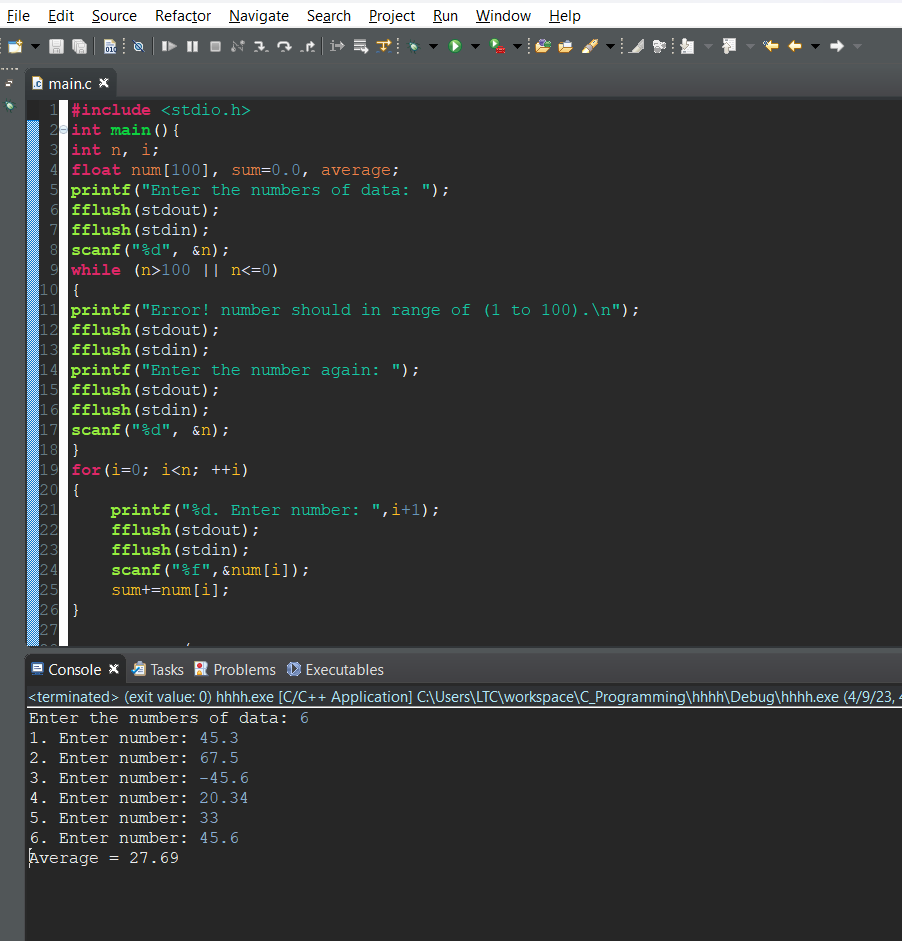 File Edit Source Refactor Navigate Search Project Run Window Help
main.c
1 #include <stdio.h>
2 int main(){
3 int n, i;
4 float num[100], sum=0.0, average;
5 printf("Enter the numbers of data: ");
6 fflush(stdout);
7 fflush(stdin);
8 scanf("%d", &n);
9 while (n>100 || n<=0)
10 {
11 printf("Error! number should in range of (1 to 100).\n");
12 fflush(stdout);
13 fflush(stdin);
14 printf("Enter the number again: ");
15 fflush(stdout);
16 fflush(stdin);
17 scanf("%d", &n);
18 }
19 for(i=0; i<n; ++i)
20 {
21     printf("%d. Enter number: ",i+1);
22     fflush(stdout);
23     fflush(stdin);
24     scanf("%f",&num[i]);
25     sum+=num[i];
26 }
27
Console Tasks Problems Executables
<terminated> (exit value: 0) hhhh.exe [C/C++ Application] C:\Users\LTC\workspace\C_Programming\hhhh\Debug\hhhh.exe (4/9/23,
Enter the numbers of data: 6
1. Enter number: 45.3
2. Enter number: 67.5
3. Enter number: -45.6
4. Enter number: 20.34
5. Enter number: 33
6. Enter number: 45.6
Average = 27.69